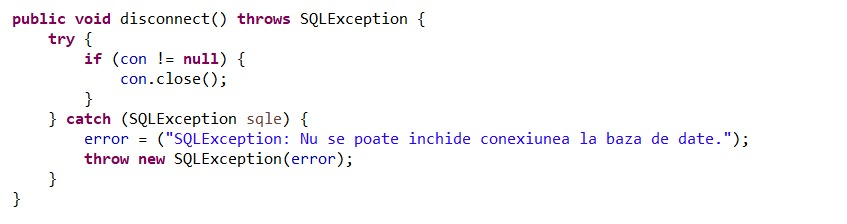 public void disconnect() throws SQLException {
    try {
        if (con != null) {
            con.close();
        }
    } catch (SQLException sqle) {
        error = ("SQLException: Nu se poate inchide conexiunea la baza de date.");
        throw new SQLException(error);
    }
}